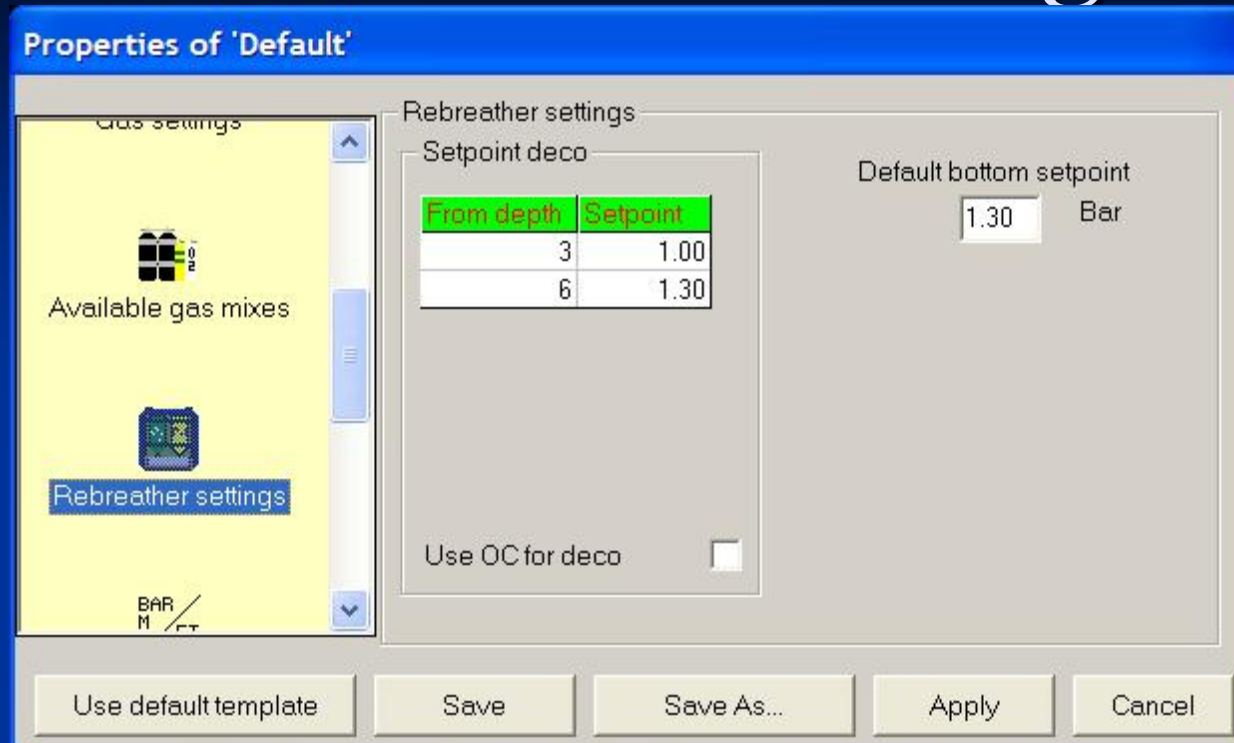 Properties of 'Default'
Gas settings
Available gas mixes
Rebreather settings
BAR
M
Rebreather settings
Setpoint deco
From depth Setpoint
3 1.00
6 1.30
Use OC for deco
Default bottom setpoint
1.30 Bar
Use default template Save Save As... Apply Cancel